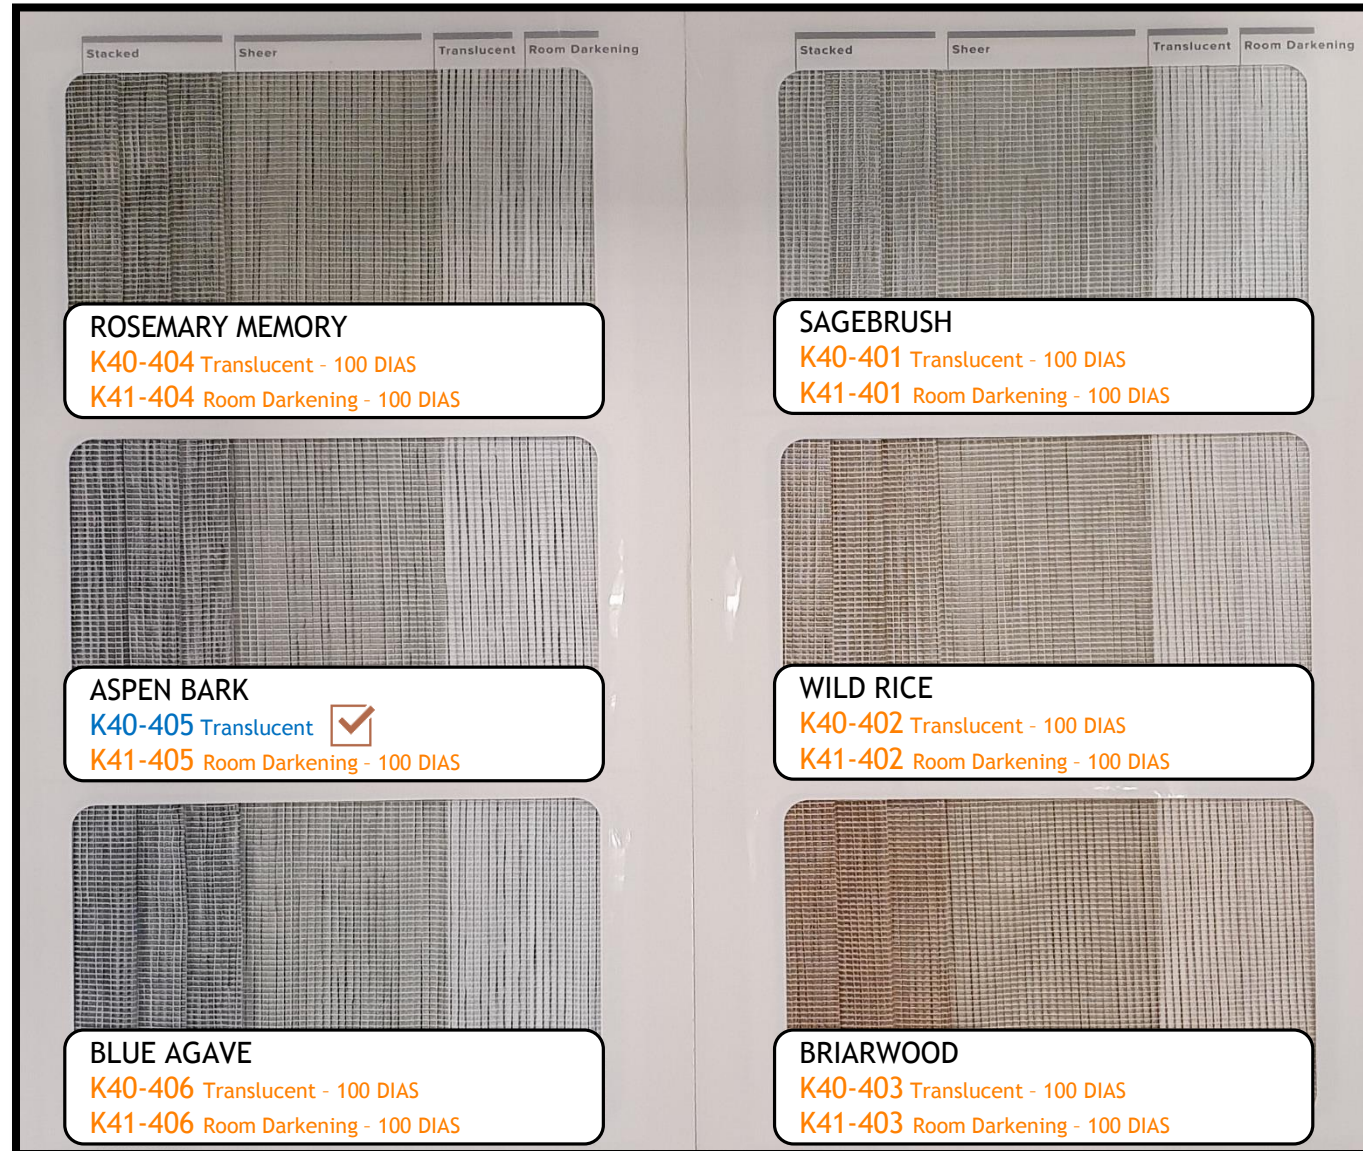 Stacked Sheer Translucent Room Darkening
ROSEMARY MEMORY
K40-404 Translucent – 100 DIAS
K41-404 Room Darkening – 100 DIAS
ASPEN BARK
K40-405 Translucent
K41-405 Room Darkening – 100 DIAS
BLUE AGAVE
K40-406 Translucent – 100 DIAS
K41-406 Room Darkening – 100 DIAS
Stacked Sheer Translucent Room Darkening
SAGEBRUSH
K40-401 Translucent – 100 DIAS
K41-401 Room Darkening – 100 DIAS
WILD RICE
K40-402 Translucent – 100 DIAS
K41-402 Room Darkening – 100 DIAS
BRIARWOOD
K40-403 Translucent – 100 DIAS
K41-403 Room Darkening – 100 DIAS